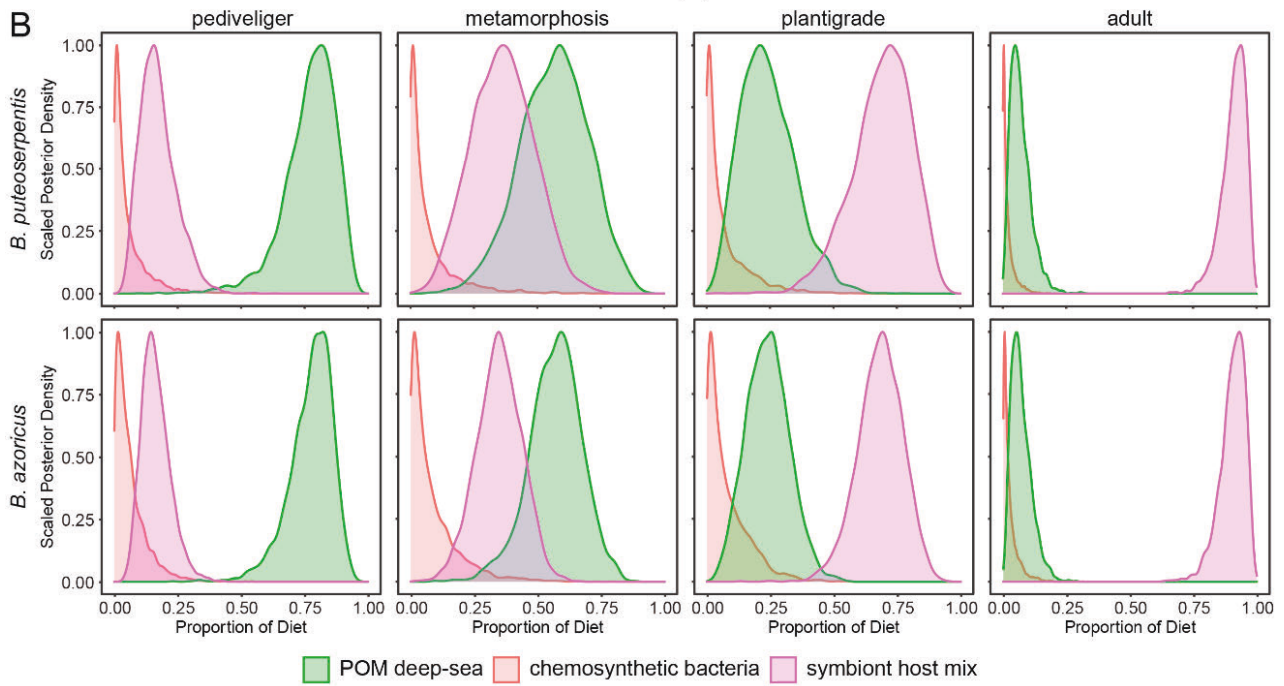 B
pediveliger metamorphosis plantigrade adult
B. puteoserpentis
Scaled Posterior Density
1.00
0.75
0.50
0.25
0.00
B. azoricus
Scaled Posterior Density
1.00
0.75
0.50
0.25
0.00
0.00 0.25 0.50 0.75 1.00 0.00 0.25 0.50 0.75 1.00 0.00 0.25 0.50 0.75 1.00 0.00 0.25 0.50 0.75 1.00
Proportion of Diet Proportion of Diet Proportion of Diet Proportion of Diet
POM deep-sea chemosynthetic bacteria symbiont host mix